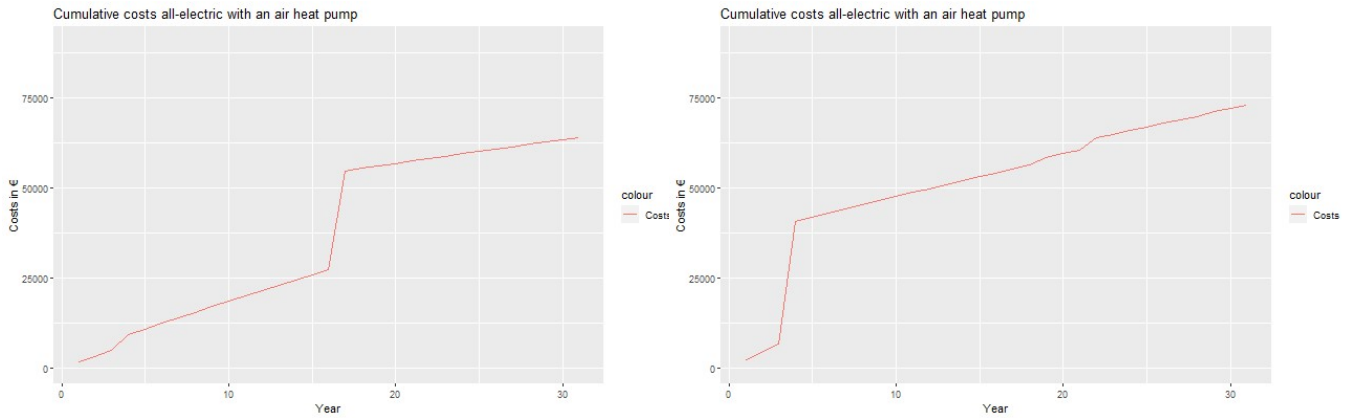 Cumulative costs all-electric with an air heat pump
75000
50000
25000
0
Costs in €
0
10
20
30
Year
colour
Costs
Cumulative costs all-electric with an air heat pump
75000
50000
25000
0
Costs in €
0
10
20
30
Year
colour
Costs